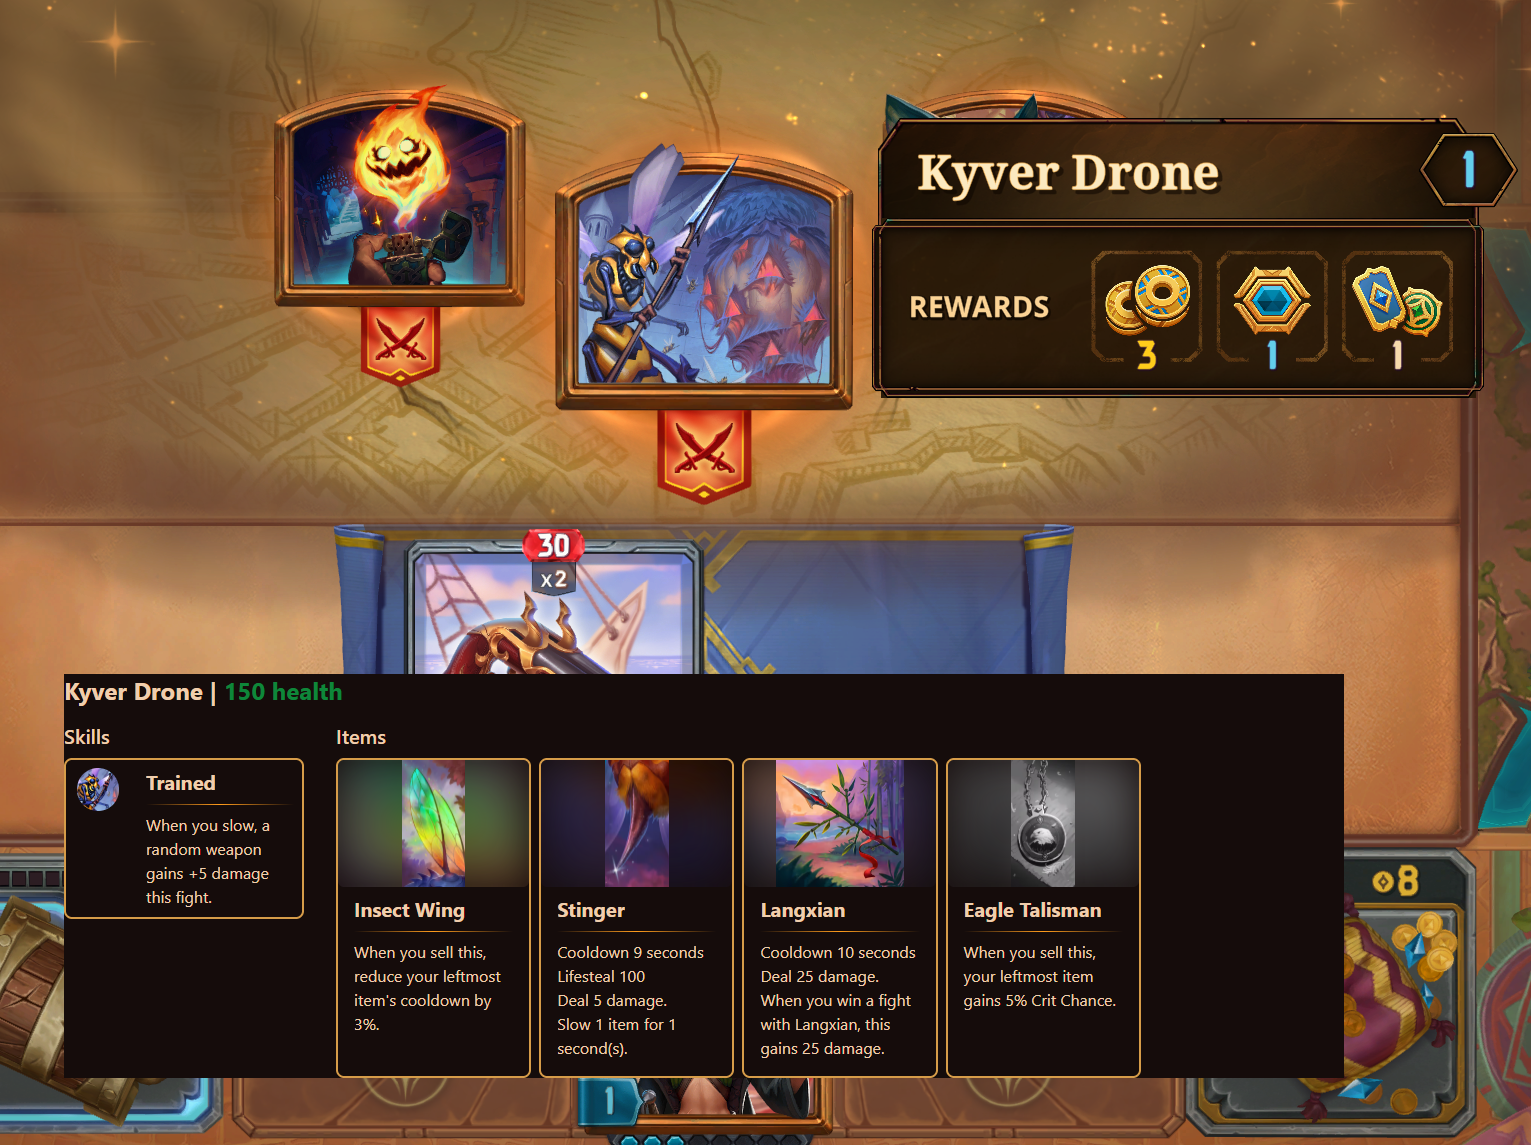 Kyver Drone
1
REWARDS
3
1
1
30
x2
Kyver Drone | 150 health
Skills
Items
Trained
When you slow, a
random weapon
gains +5 damage
this fight.
Insect Wing
When you sell this,
reduce your leftmost
item's cooldown by
3%.
Stinger
Cooldown 9 seconds
Lifesteal 100
Deal 5 damage.
Slow 1 item for 1
second(s).
Langxian
Cooldown 10 seconds
Deal 25 damage.
When you win a fight
with Langxian, this
gains 25 damage.
Eagle Talisman
When you sell this,
your leftmost item
gains 5% Crit Chance.
8
1